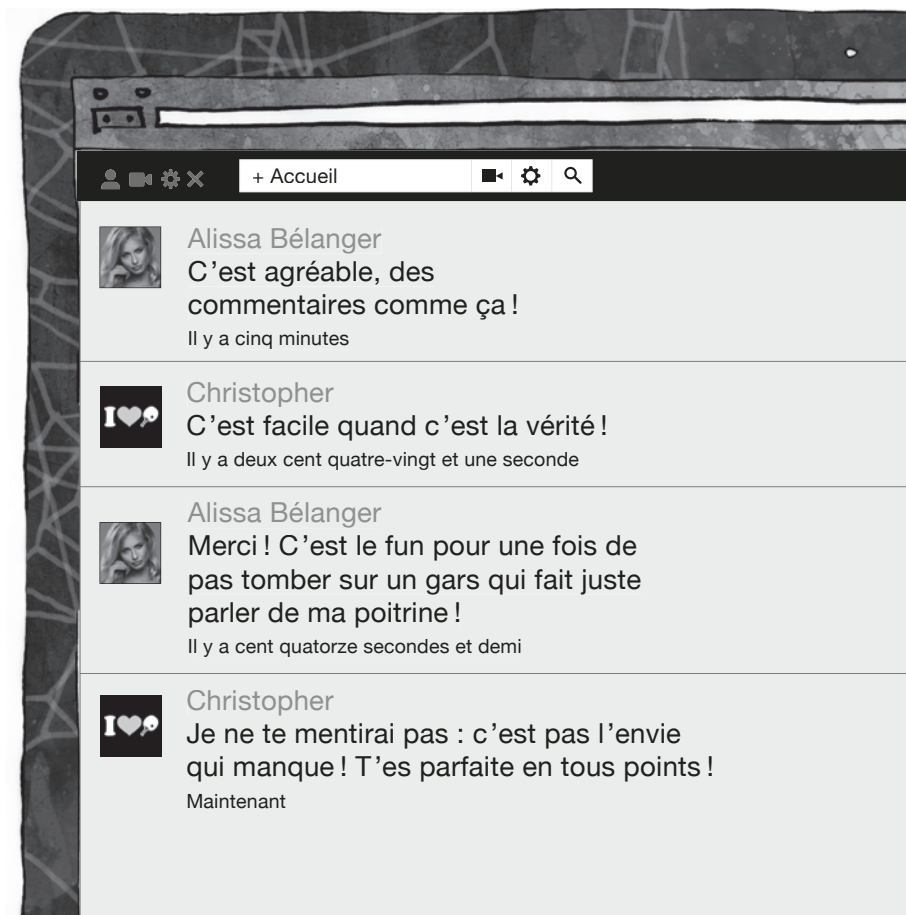 + Accueil
Alissa Bélanger
C'est agréable, des
commentaires comme ça !
Il y a cinq minutes
I
Christopher
C'est facile quand c'est la vérité !
Il y a deux cent quatre-vingt et une seconde
Alissa Bélanger
Merci ! C'est le fun pour une fois de
pas tomber sur un gars qui fait juste
parler de ma poitrine !
Il y a cent quatorze secondes et demi
I
Christopher
Je ne te mentirai pas : c'est pas l'envie
qui manque ! T'es parfaite en tous points !
Maintenant